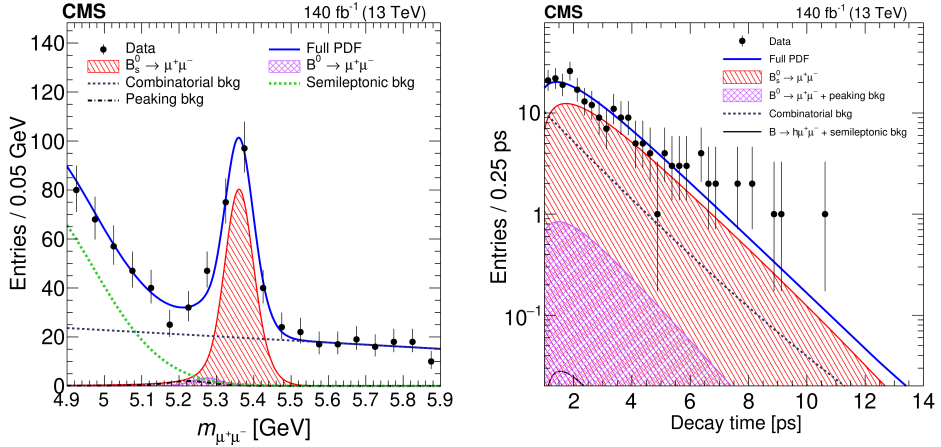 CMS 140 fb⁻¹ (13 TeV)
Entries / 0.05 GeV
140
120
100
80
60
40
20
0
Data
Full PDF
B⁰ₛ → μ⁺μ⁻
B⁰ → μ⁺μ⁻
Combinatorial bkg
Semileptonic bkg
Peaking bkg
4.9 5 5.1 5.2 5.3 5.4 5.5 5.6 5.7 5.8 5.9
m_μ⁺μ⁻ [GeV]
CMS 140 fb⁻¹ (13 TeV)
Entries / 0.25 ps
10
1
10⁻¹
Data
Full PDF
B⁰ₛ → μ⁺μ⁻
B⁰ → μ⁺μ⁻ + peaking bkg
Combinatorial bkg
B → hμ⁺μ⁻ + semileptonic bkg
2 4 6 8 10 12 14
Decay time [ps]